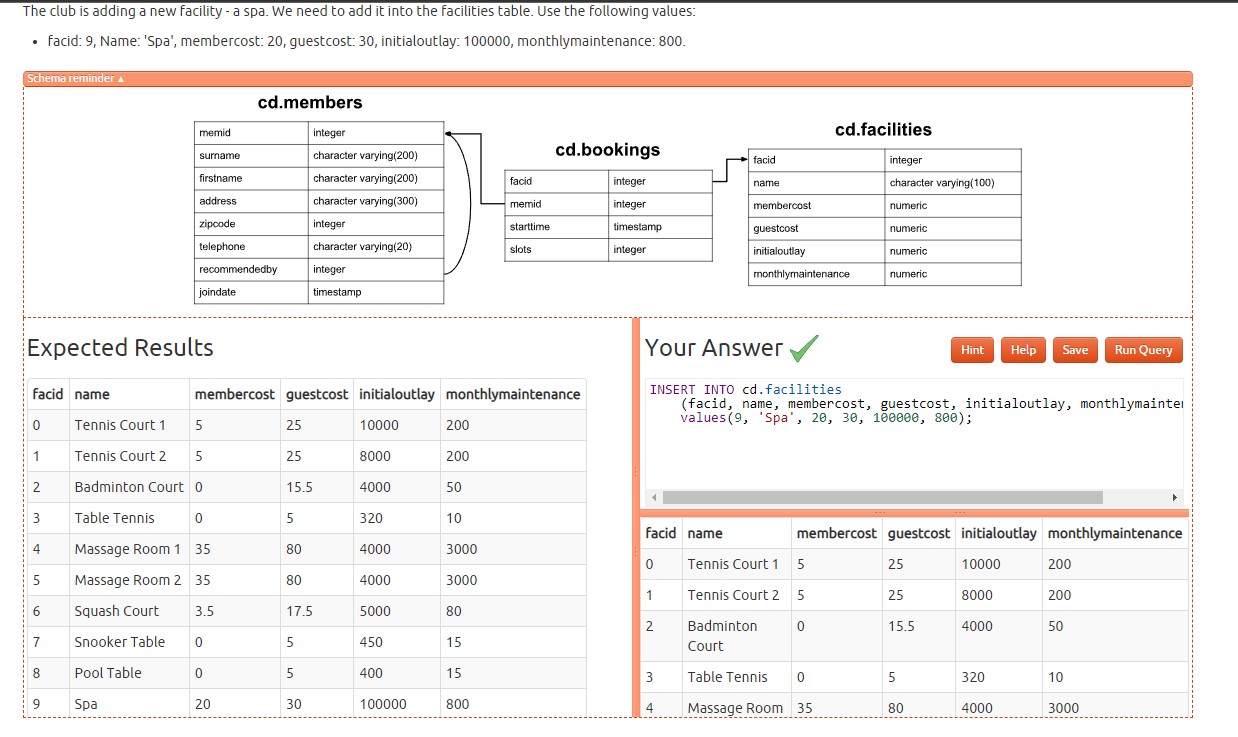 The club is adding a new facility - a spa. We need to add it into the facilities table. Use the following values:
• facid: 9, Name: 'Spa', membercost: 20, guestcost: 30, initialoutlay: 100000, monthlymaintenance: 800.
Schema reminder ▲
cd.members
memid integer
surname character varying(200)
firstname character varying(200)
address character varying(300)
zipcode integer
telephone character varying(20)
recommendedby integer
joindate timestamp
cd.bookings
facid integer
memid integer
starttime timestamp
slots integer
cd.facilities
facid integer
name character varying(100)
membercost numeric
guestcost numeric
initialoutlay numeric
monthlymaintenance numeric
Expected Results
facid name membercost guestcost initialoutlay monthlymaintenance
0 Tennis Court 1 5 25 10000 200
1 Tennis Court 2 5 25 8000 200
2 Badminton Court 0 15.5 4000 50
3 Table Tennis 0 5 320 10
4 Massage Room 1 35 80 4000 3000
5 Massage Room 2 35 80 4000 3000
6 Squash Court 3.5 17.5 5000 80
7 Snooker Table 0 5 450 15
8 Pool Table 0 5 400 15
9 Spa 20 30 100000 800
Your Answer
Hint Help Save Run Query
INSERT INTO cd.facilities
(facid, name, membercost, guestcost, initialoutlay, monthlymainte
values(9, 'Spa', 20, 30, 100000, 800);
facid name membercost guestcost initialoutlay monthlymaintenance
0 Tennis Court 1 5 25 10000 200
1 Tennis Court 2 5 25 8000 200
2 Badminton 0 15.5 4000 50
Court
3 Table Tennis 0 5 320 10
4 Massage Room 35 80 4000 3000